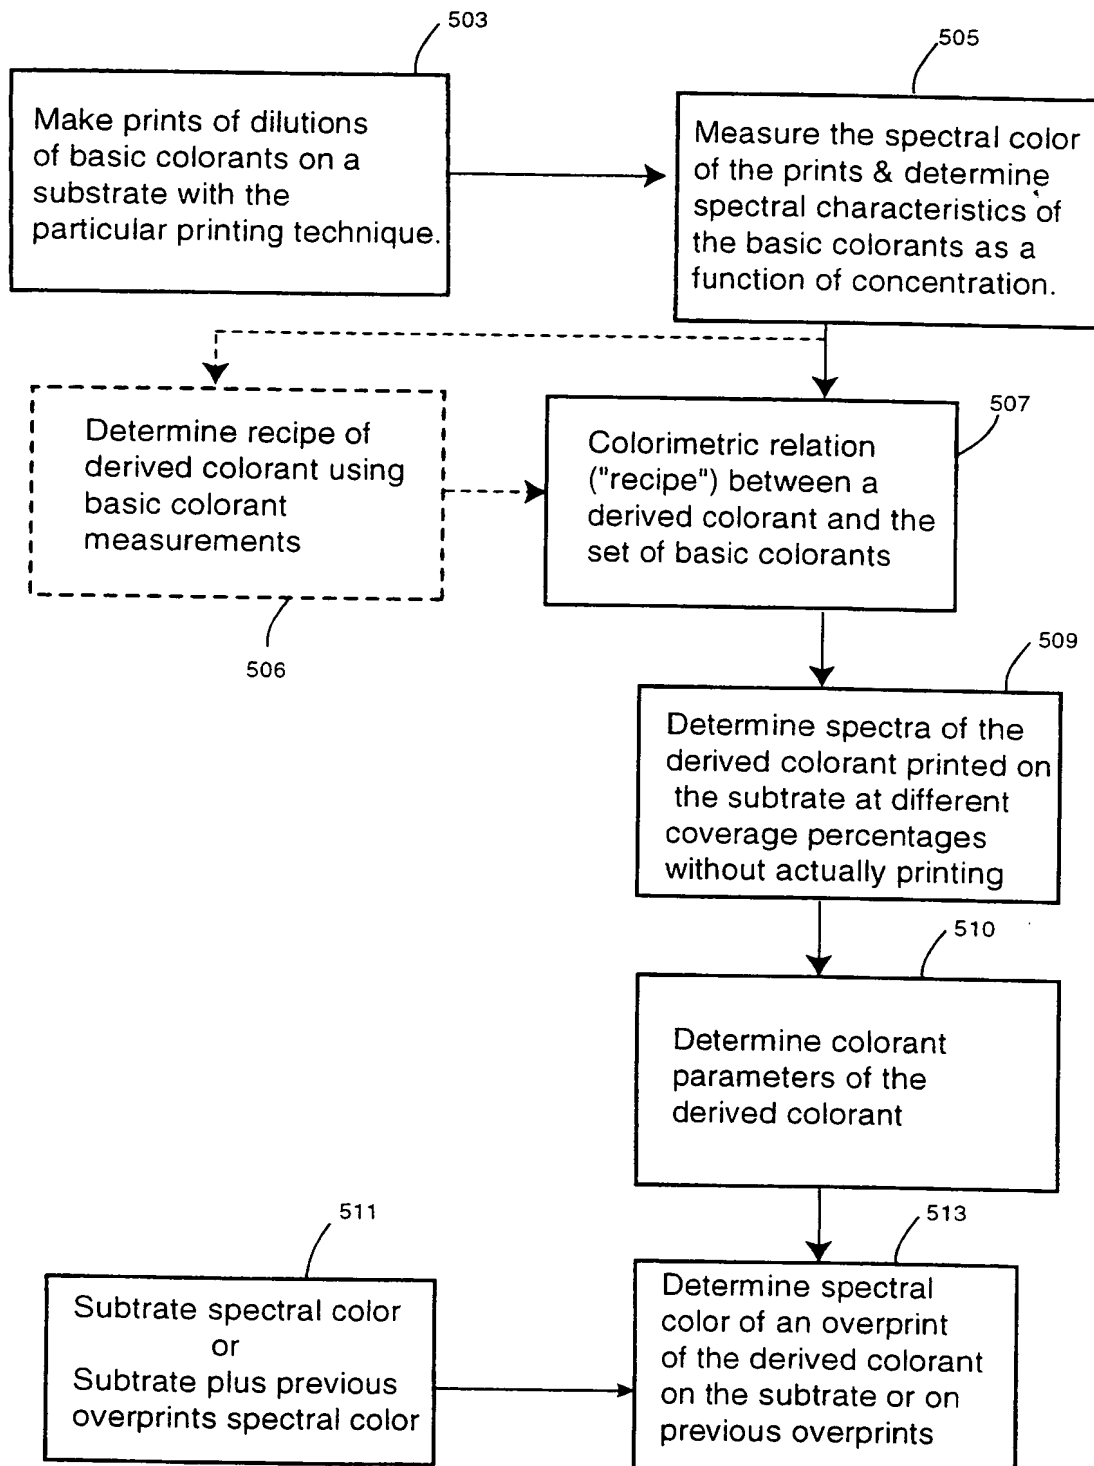 503
Make prints of dilutions
of basic colorants on a
substrate with the
particular printing technique.
505
Measure the spectral color
of the prints & determine
spectral characteristics of
the basic colorants as a
function of concentration.
Determine recipe of
derived colorant using
basic colorant
measurements
506
507
Colorimetric relation
("recipe") between a
derived colorant and the
set of basic colorants
509
Determine spectra of the
derived colorant printed on
the subtrate at different
coverage percentages
without actually printing
510
Determine colorant
parameters of the
derived colorant
511
Subtrate spectral color
or
Subtrate plus previous
overprints spectral color
513
Determine spectral
color of an overprint
of the derived colorant
on the subtrate or on
previous overprints